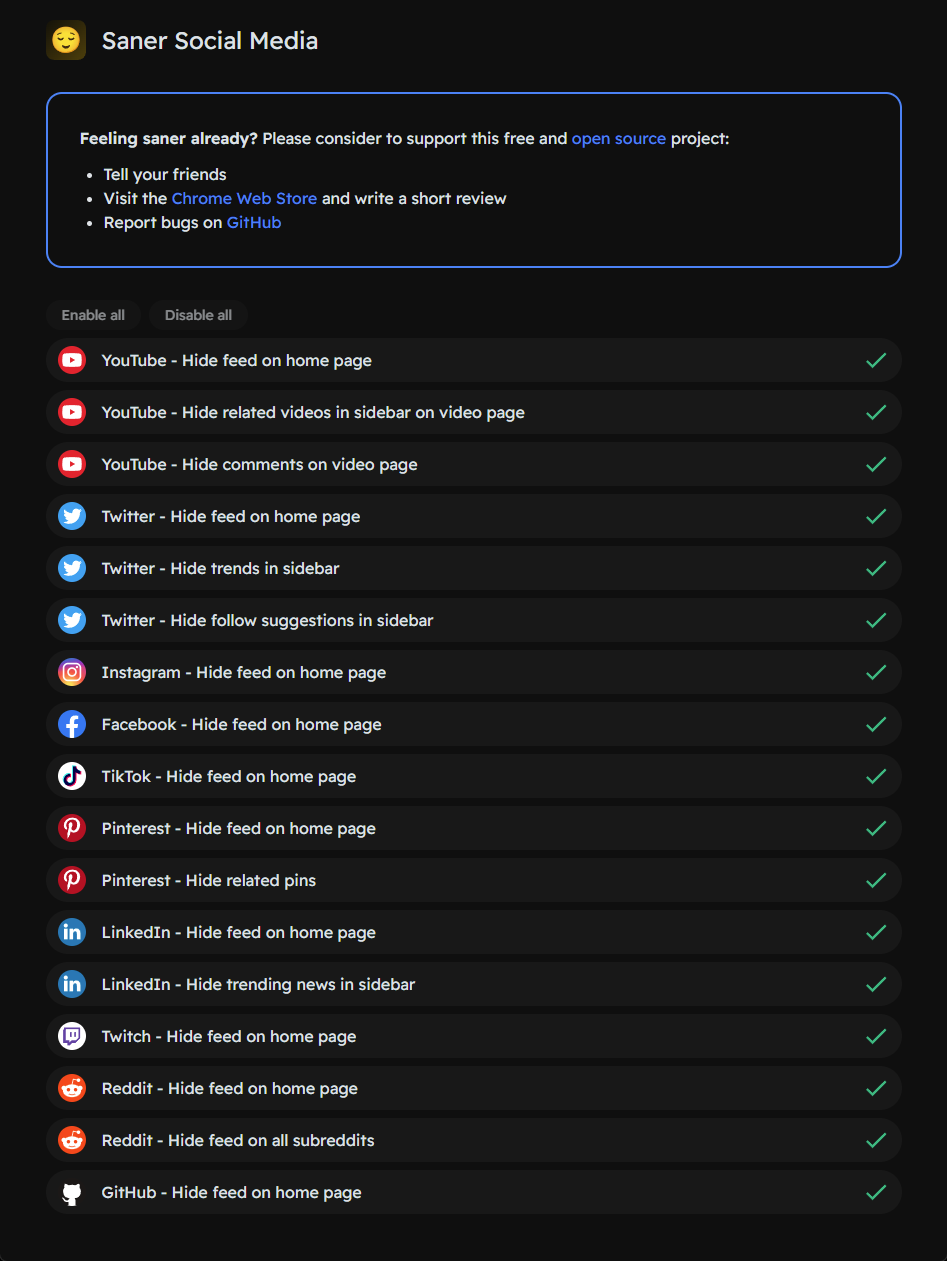 Saner Social Media
Feeling saner already? Please consider to support this free and open source project:
Tell your friends
Visit the Chrome Web Store and write a short review
Report bugs on GitHub
Enable all
Disable all
YouTube - Hide feed on home page
YouTube - Hide related videos in sidebar on video page
YouTube - Hide comments on video page
Twitter - Hide feed on home page
Twitter - Hide trends in sidebar
Twitter - Hide follow suggestions in sidebar
Instagram - Hide feed on home page
Facebook - Hide feed on home page
TikTok - Hide feed on home page
Pinterest - Hide feed on home page
Pinterest - Hide related pins
LinkedIn - Hide feed on home page
LinkedIn - Hide trending news in sidebar
Twitch - Hide feed on home page
Reddit - Hide feed on home page
Reddit - Hide feed on all subreddits
GitHub - Hide feed on home page